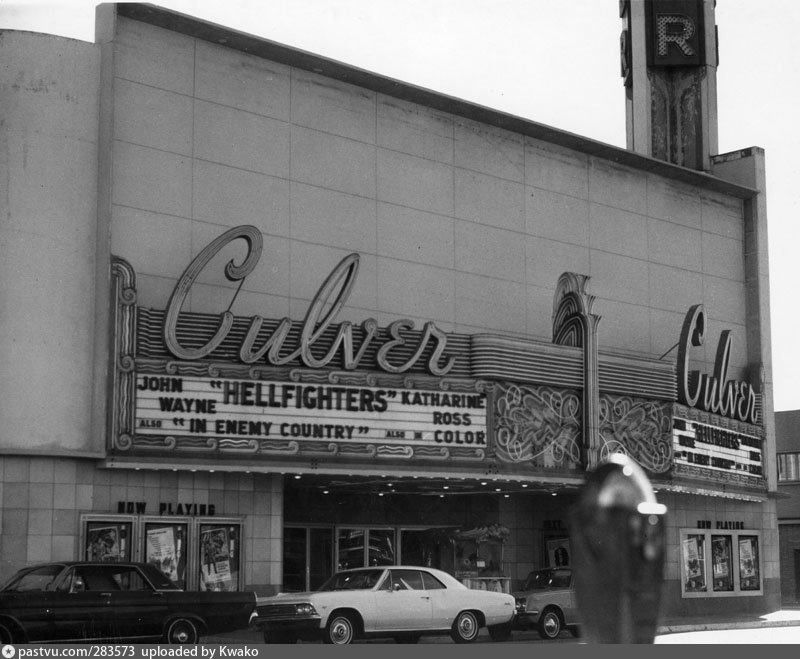 R
Culver
Culver
JOHN "HELLFIGHTERS" KATHARINE
WAYNE ROSS
ALSO "IN ENEMY COUNTRY" ALSO IN COLOR
"HELLFIGHTERS"
NOW PLAYING
NOW PLAYING
pastvu.com/283573 uploaded by Kwako